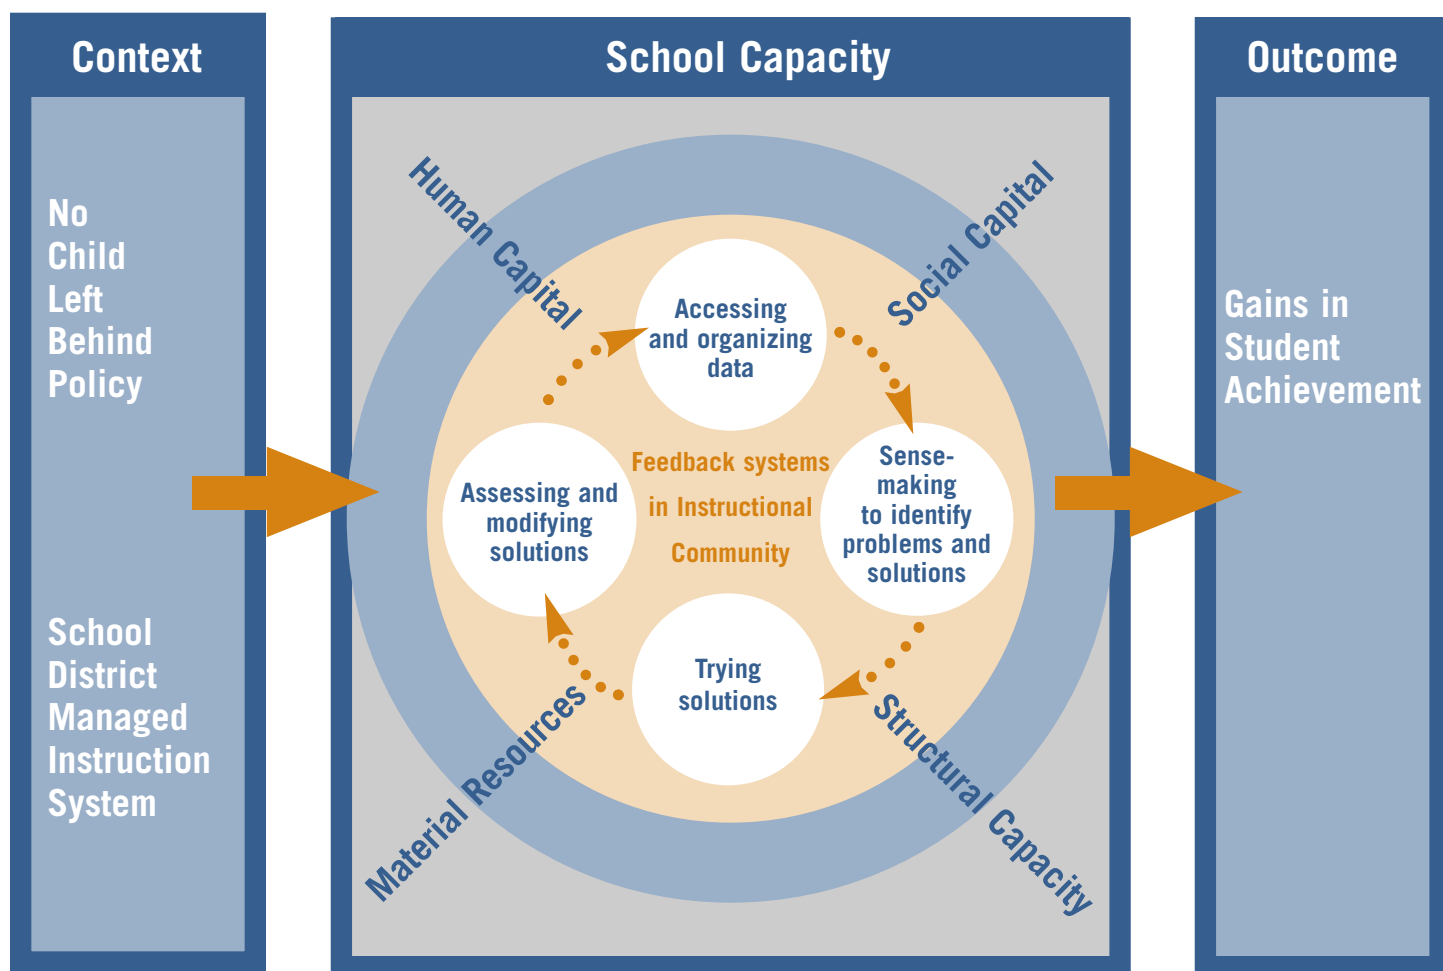 Context
No
Child
Left
Behind
Policy
School
District
Managed
Instruction
System
School Capacity
Human Capital
Social Capital
Accessing
and organizing
data
Feedback systems
in Instructional
Community
Assessing and
modifying
solutions
Sense-
making
to identify
problems and
solutions
Trying
solutions
Material Resources
Structural Capacity
Outcome
Gains in
Student
Achievement